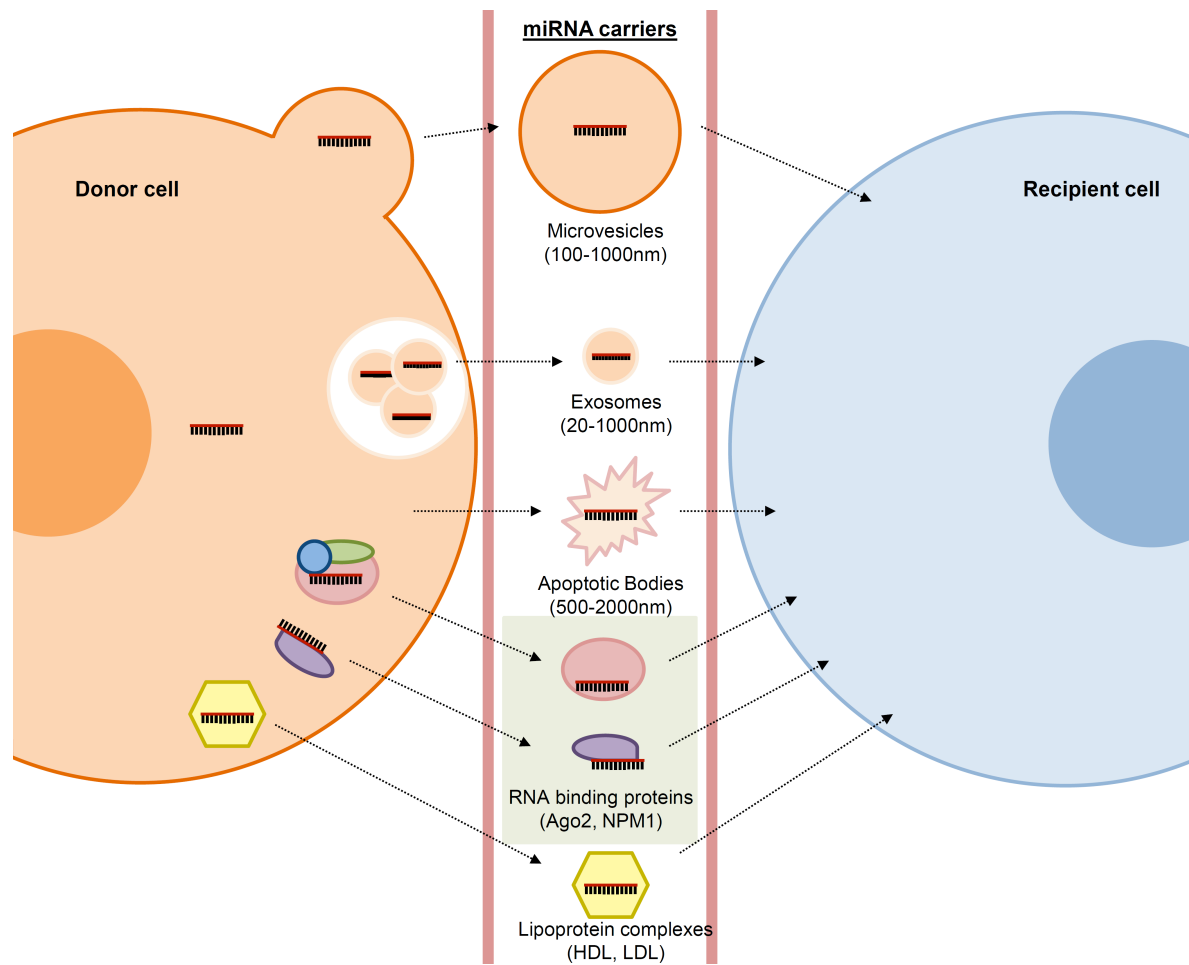 miRNA carriers
Donor cell
Recipient cell
Microvesicles
(100-1000nm)
Exosomes
(20-1000nm)
Apoptotic Bodies
(500-2000nm)
RNA binding proteins
(Ago2, NPM1)
Lipoprotein complexes
(HDL, LDL)